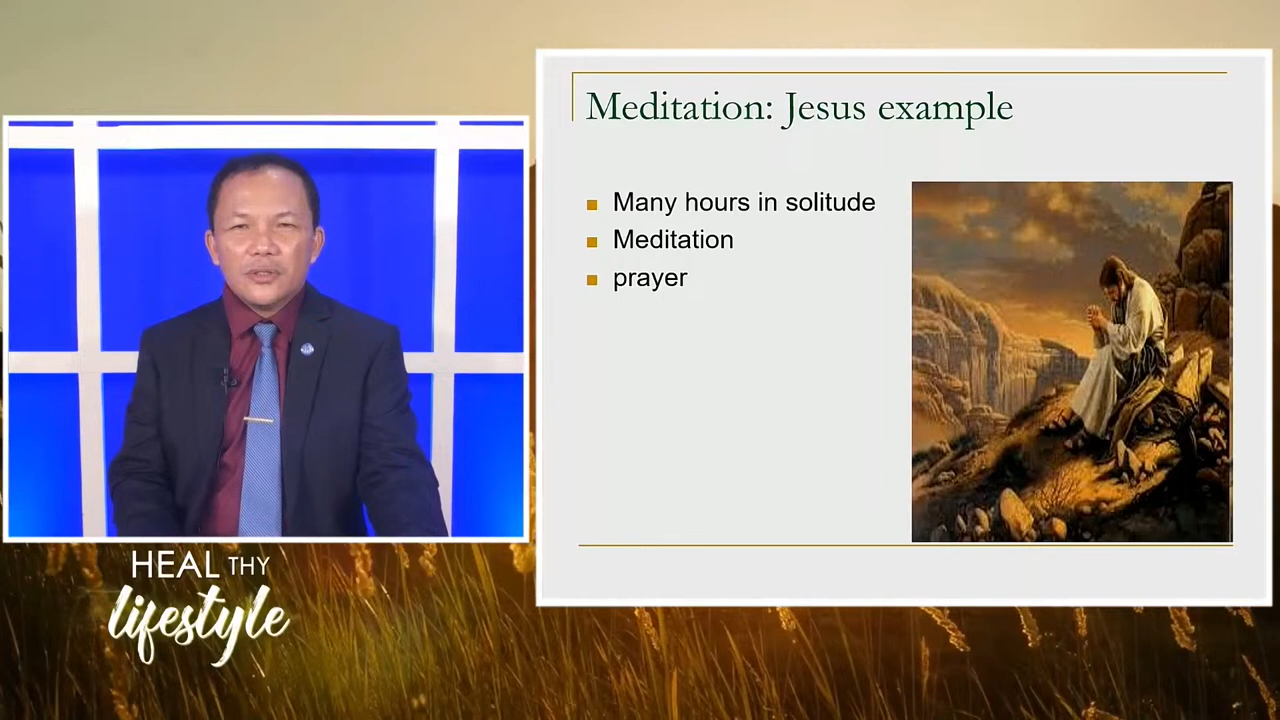 Meditation: Jesus example
Many hours in solitude
Meditation
prayer
HEAL THY
lifestyle